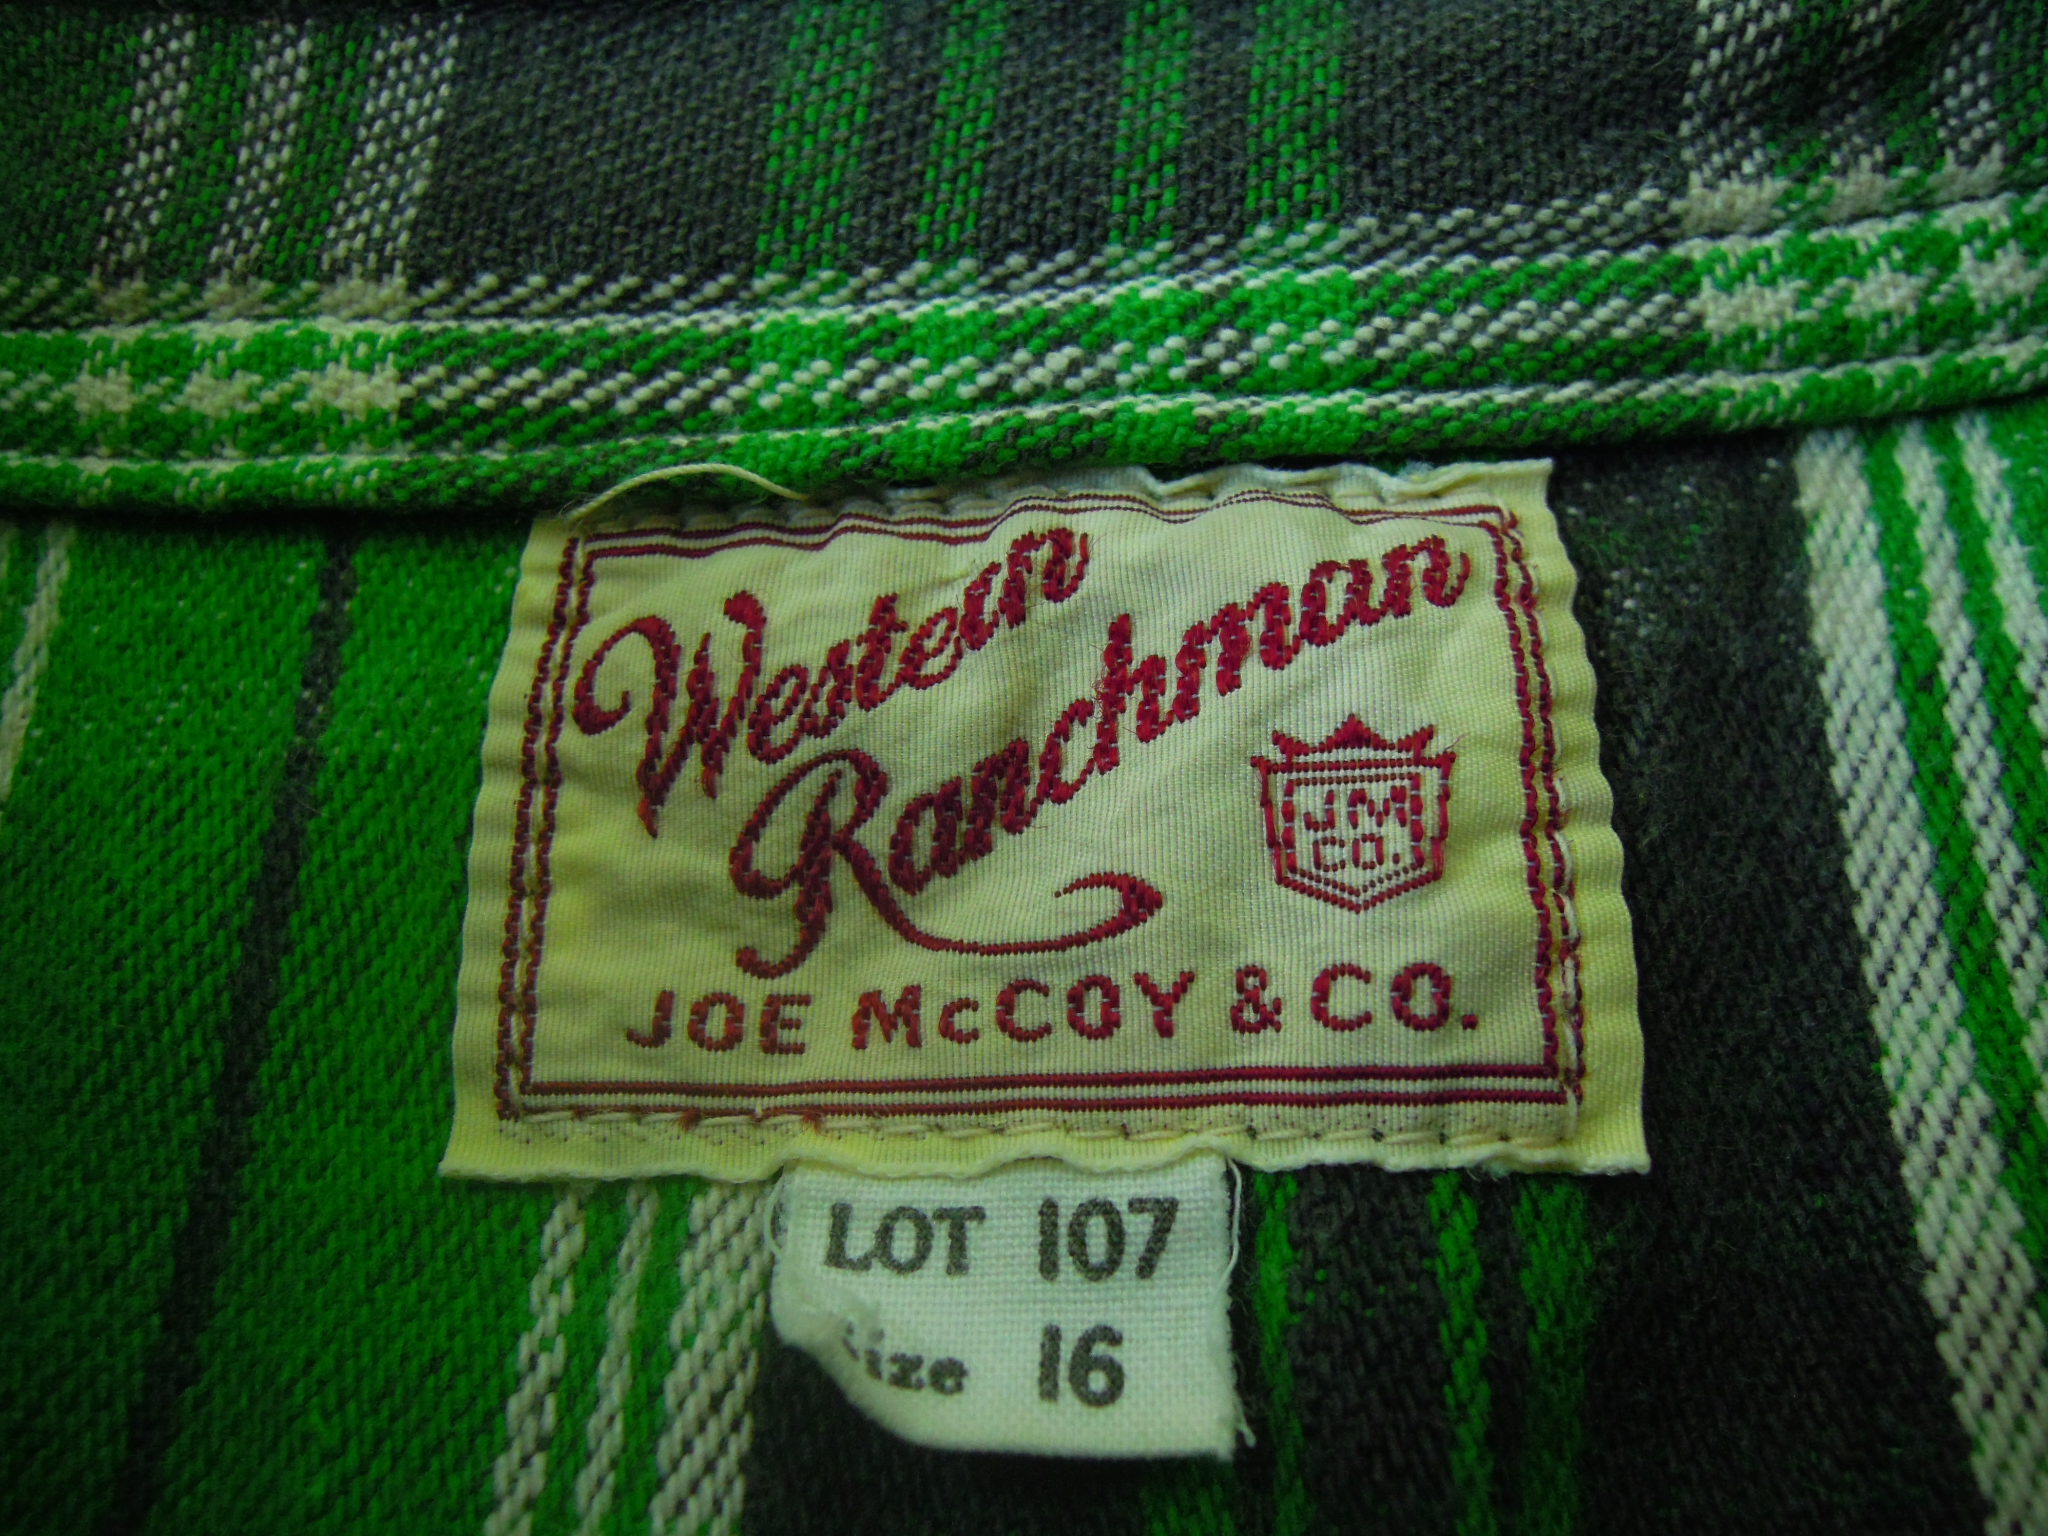 Western
Ranchman
JM
CO.
JOE McCOY & CO.
LOT 107
Size 16